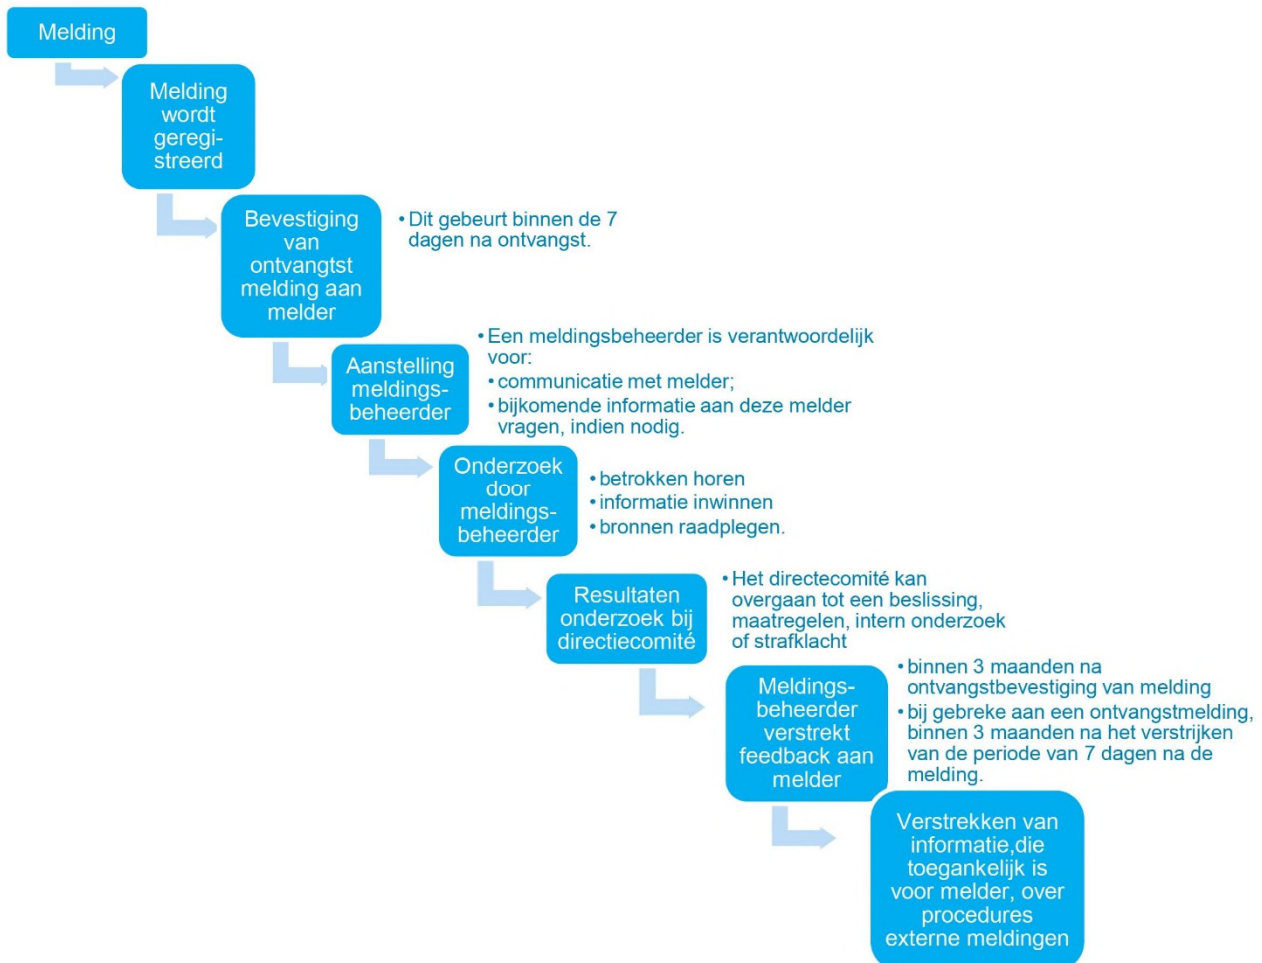 Melding
Melding
wordt
geregi-
streerd
Bevestiging
van
ontvangtst
melding aan
melder
• Dit gebeurt binnen de 7
dagen na ontvangst.
Aanstelling
meldings-
beheerder
• Een meldingsbeheerder is verantwoordelijk
voor:
• communicatie met melder;
• bijkomende informatie aan deze melder
vragen, indien nodig.
Onderzoek
door
meldings-
beheerder
• betrokken horen
• informatie inwinnen
• bronnen raadplegen.
Resultaten
onderzoek bij
directiecomité
• Het directecomité kan
overgaan tot een beslissing,
maatregelen, intern onderzoek
of strafklacht
Meldings-
beheerder
verstrekt
feedback aan
melder
• binnen 3 maanden na
ontvangstbevestiging van melding
• bij gebreke aan een ontvangstmelding,
binnen 3 maanden na het verstrijken
van de periode van 7 dagen na de
melding.
Verstrekken van
informatie,die
toegankelijk is
voor melder, over
procedures
externe meldingen